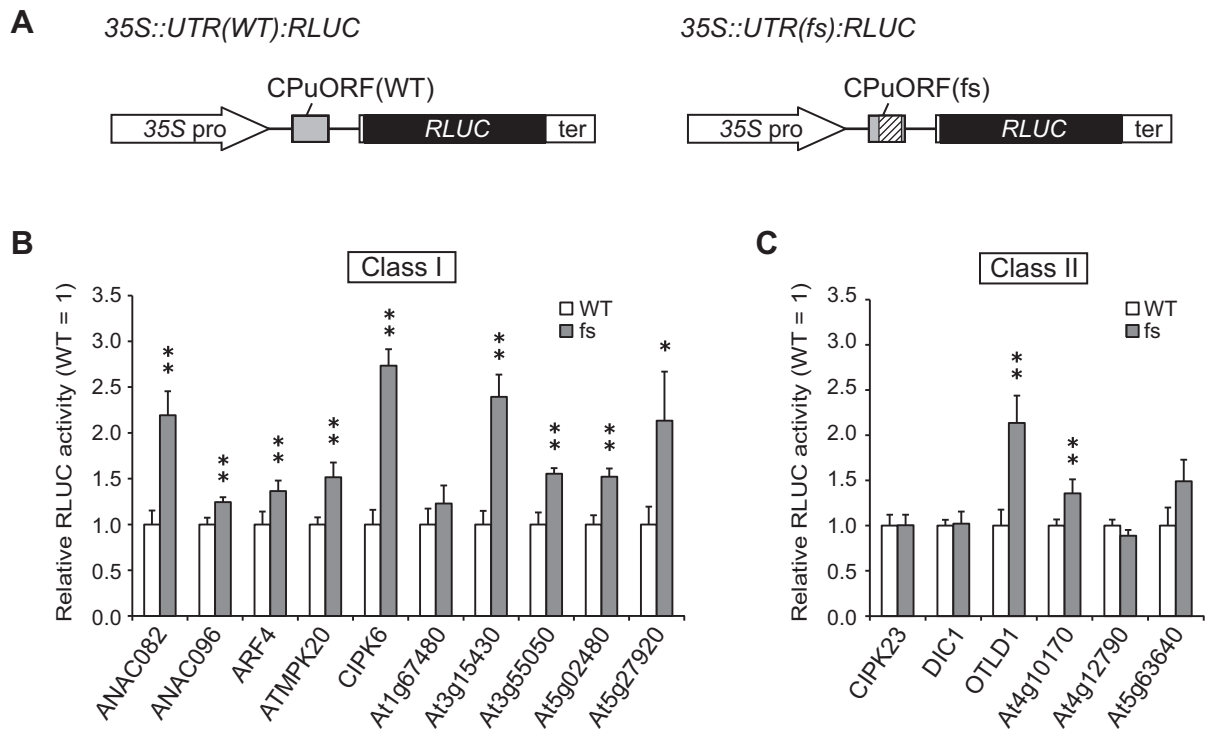 A
35S::UTR(WT):RLUC
35S::UTR(fs):RLUC
CPuORF(WT)
CPuORF(fs)
35S pro
RLUC
ter
35S pro
RLUC
ter
B
Class I
Relative RLUC activity (WT = 1)
3.5
3.0
2.5
2.0
1.5
1.0
0.5
0.0
WT
fs
**
**
**
**
**
**
**
**
*
ANAC082
ANAC096
ARF4
ATMPK20
CIPK6
At1g67480
At3g15430
At3g55050
At5g02480
At5g27920
C
Class II
Relative RLUC activity (WT = 1)
3.5
3.0
2.5
2.0
1.5
1.0
0.5
0.0
WT
fs
**
**
CIPK23
DIC1
OTLD1
At4g10170
At4g12790
At5g63640